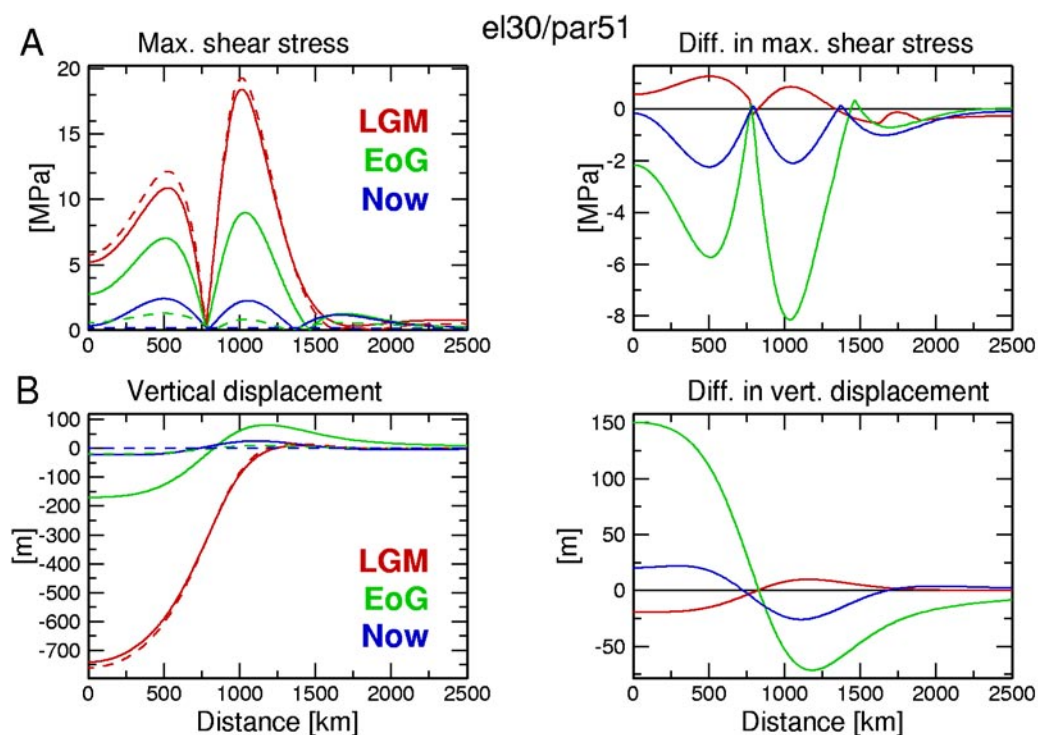 el30/par51
A
Max. shear stress
Diff. in max. shear stress
20
15
10
5
0
[MPa]
LGM
EoG
Now
0 500 1000 1500 2000 2500
0
-2
-4
-6
-8
[MPa]
0 500 1000 1500 2000 2500
B
Vertical displacement
Diff. in vert. displacement
100
0
-100
-200
-300
-400
-500
-600
-700
[m]
LGM
EoG
Now
0 500 1000 1500 2000 2500
Distance [km]
150
100
50
0
-50
[m]
0 500 1000 1500 2000 2500
Distance [km]